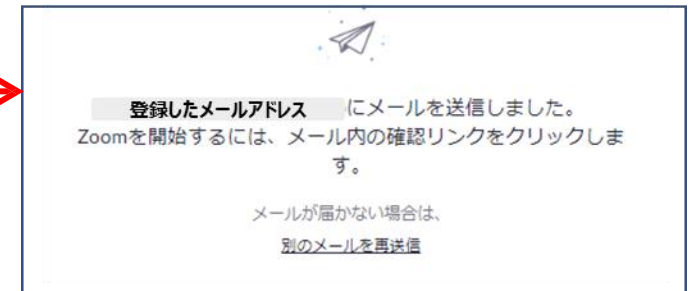 登録したメールアドレス にメールを送信しました。
Zoomを開始するには、メール内の確認リンクをクリックしま
す。
メールが届かない場合は、
別のメールを再送信